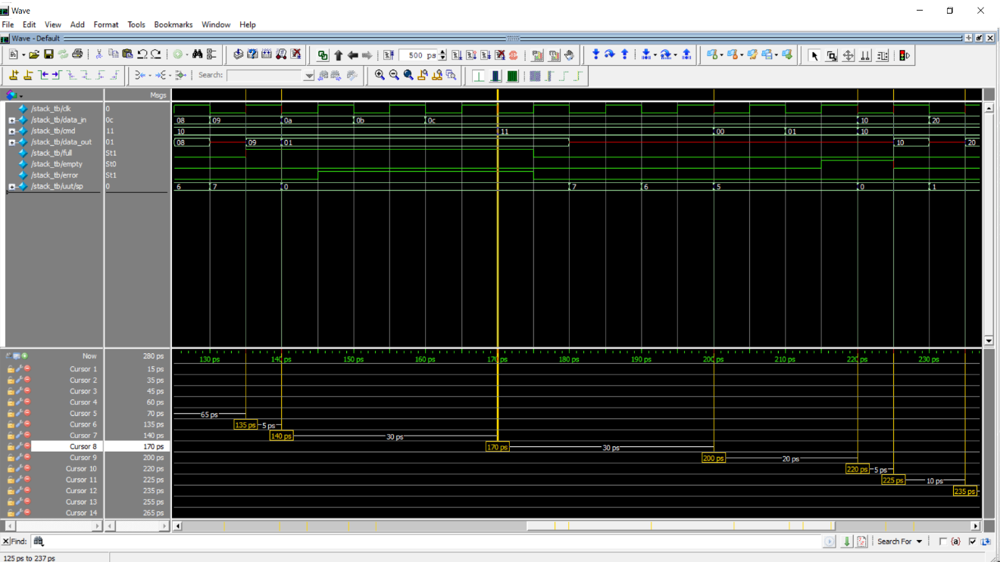 Wave
File Edit View Add Format Tools Bookmarks Window Help
Wave - Default
500 ps
Search:
Msgs
/stack_tb/clk 0
/stack_tb/data_in 0c 08 09 0a 0b 0c 10 20
/stack_tb/cmd 11 10 11 00 01 10
/stack_tb/data_out 01 08 09 01 10 20
/stack_tb/full St1
/stack_tb/empty St0
/stack_tb/error St1
/stack_tb/uut/sp 0 6 7 0 7 6 5 0 1
Now 280 ps 130 ps 140 ps 150 ps 160 ps 170 ps 180 ps 190 ps 200 ps 210 ps 220 ps 230 ps
Cursor 1 15 ps
Cursor 2 35 ps
Cursor 3 45 ps
Cursor 4 60 ps
Cursor 5 70 ps 65 ps
Cursor 6 135 ps 135 ps 5 ps
Cursor 7 140 ps 140 ps 30 ps
Cursor 8 170 ps 170 ps 30 ps
Cursor 9 200 ps 200 ps 20 ps
Cursor 10 220 ps 220 ps 5 ps
Cursor 11 225 ps 225 ps 10 ps
Cursor 12 235 ps 235 ps
Cursor 13 255 ps
Cursor 14 265 ps
Find: Search For {a}
125 ps to 237 ps